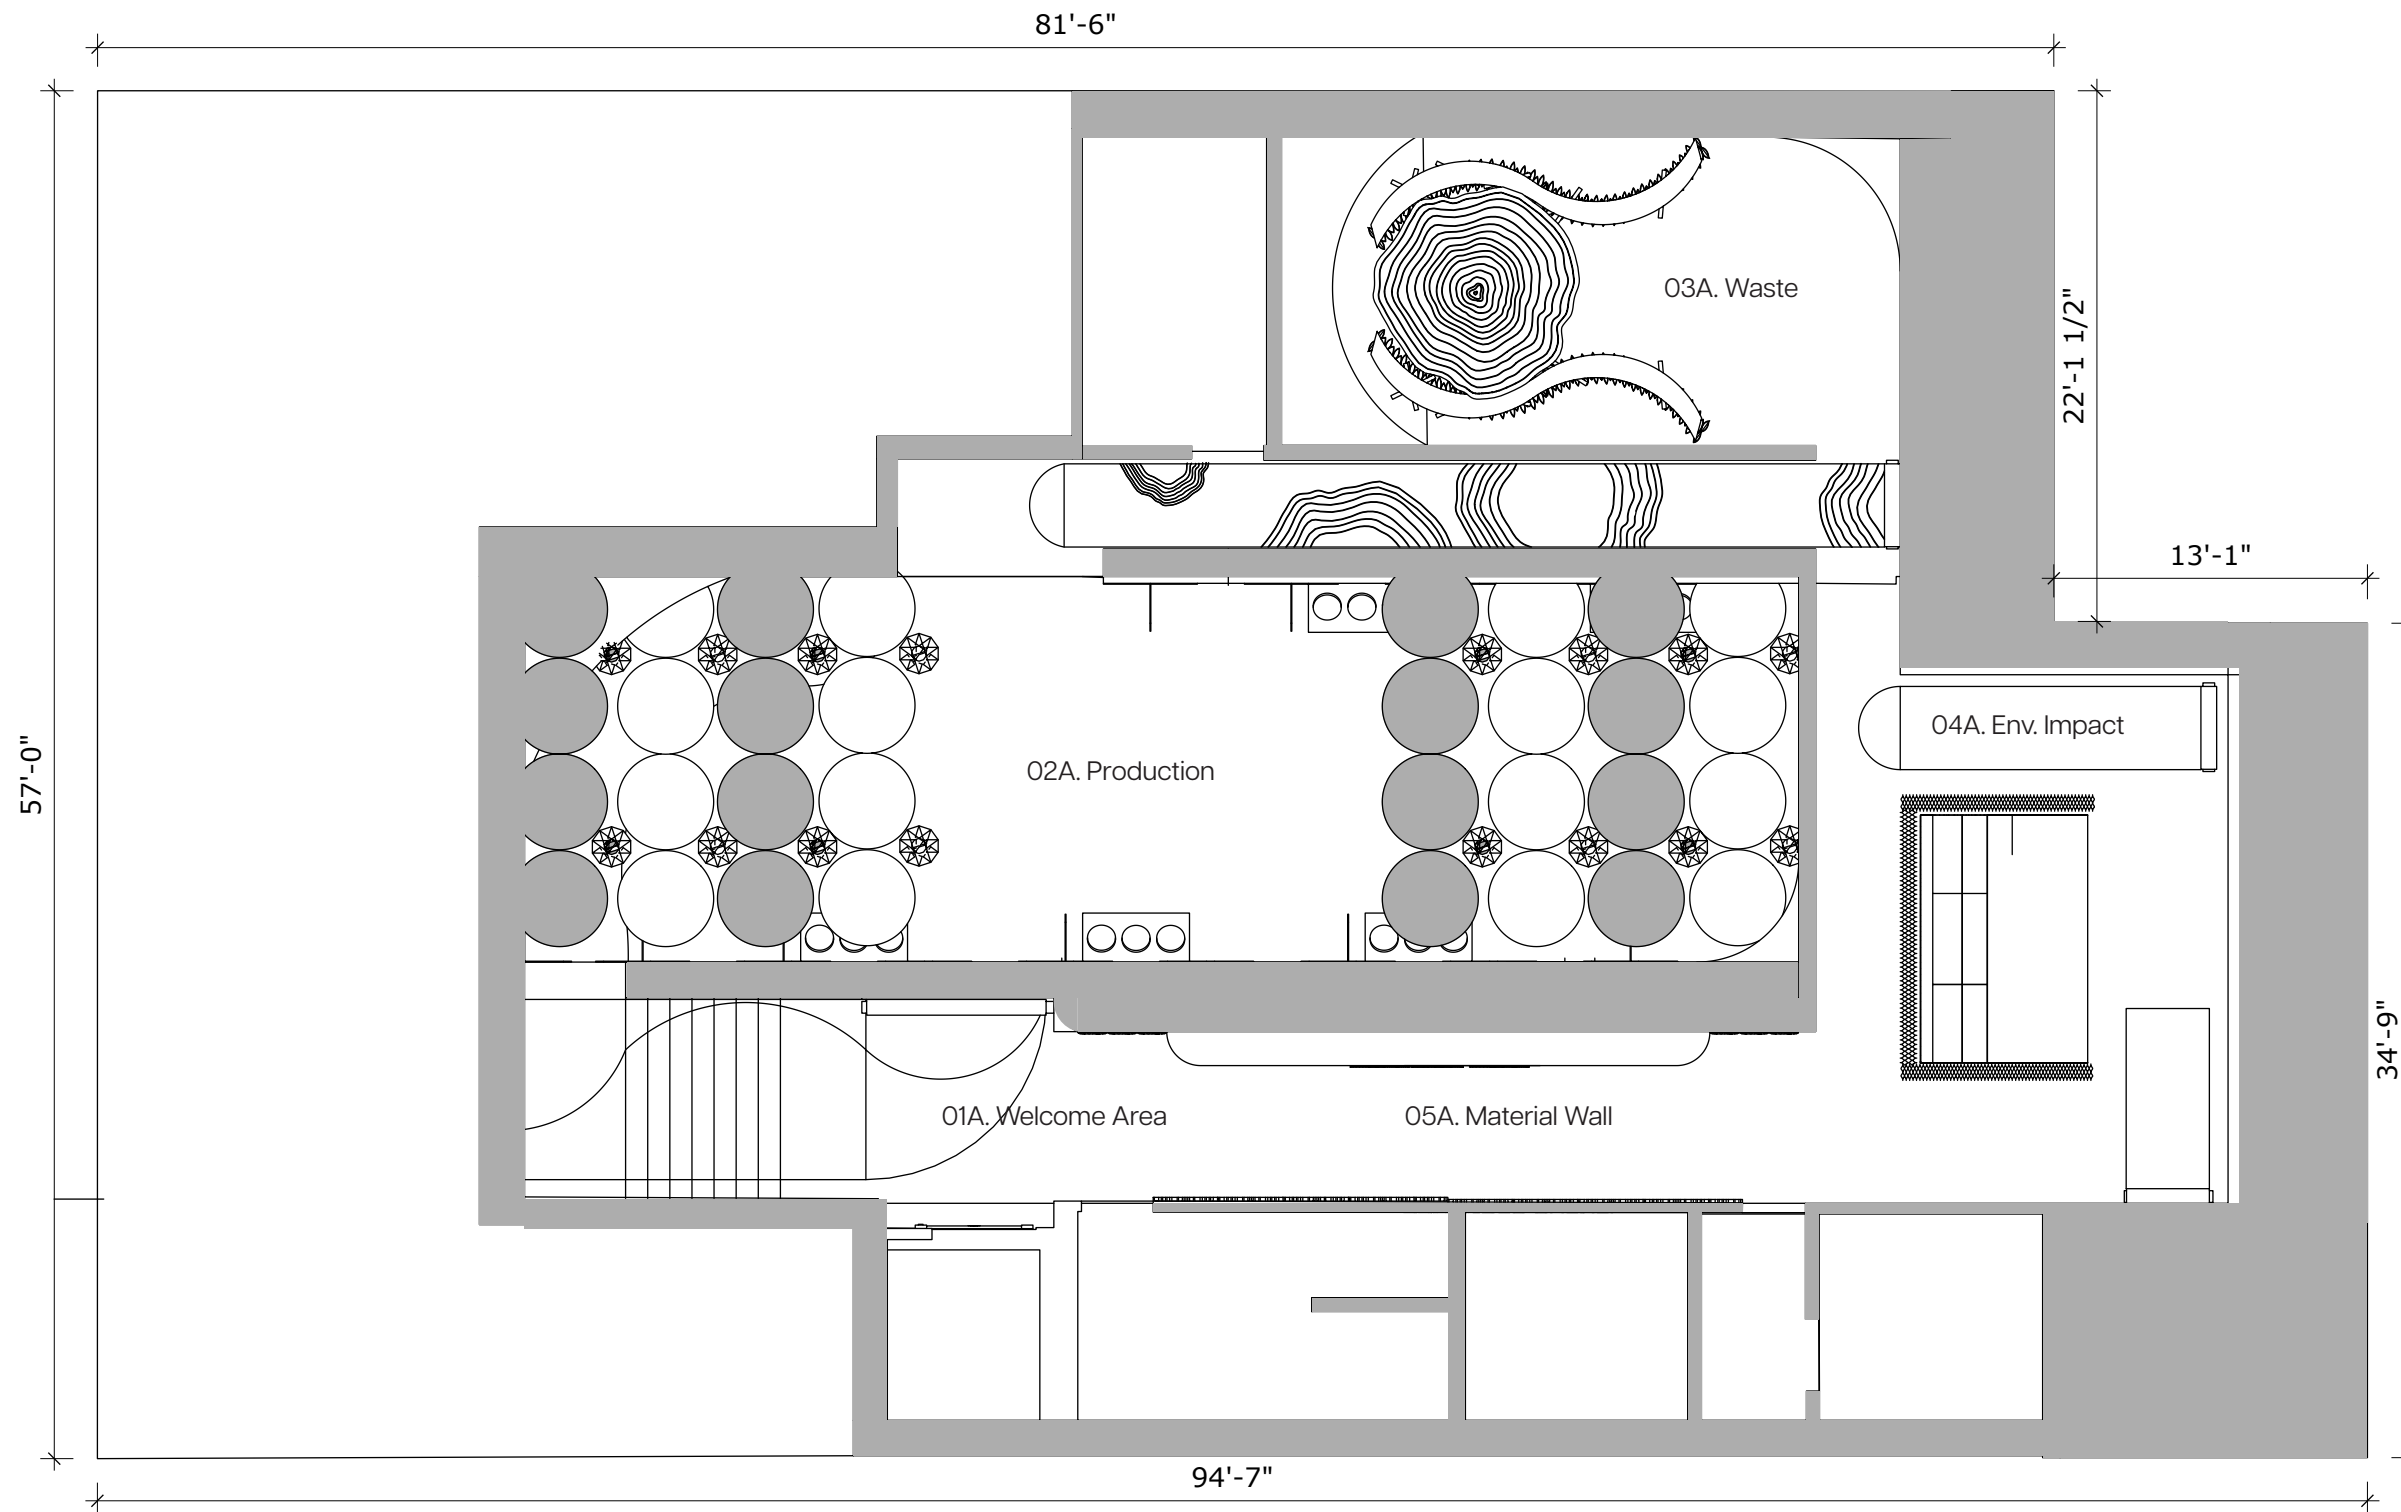 81'-6"
03A. Waste
22'-1 1/2"
13'-1"
04A. Env. Impact
02A. Production
57'-0"
34'-9"
01A. Welcome Area
05A. Material Wall
94'-7"